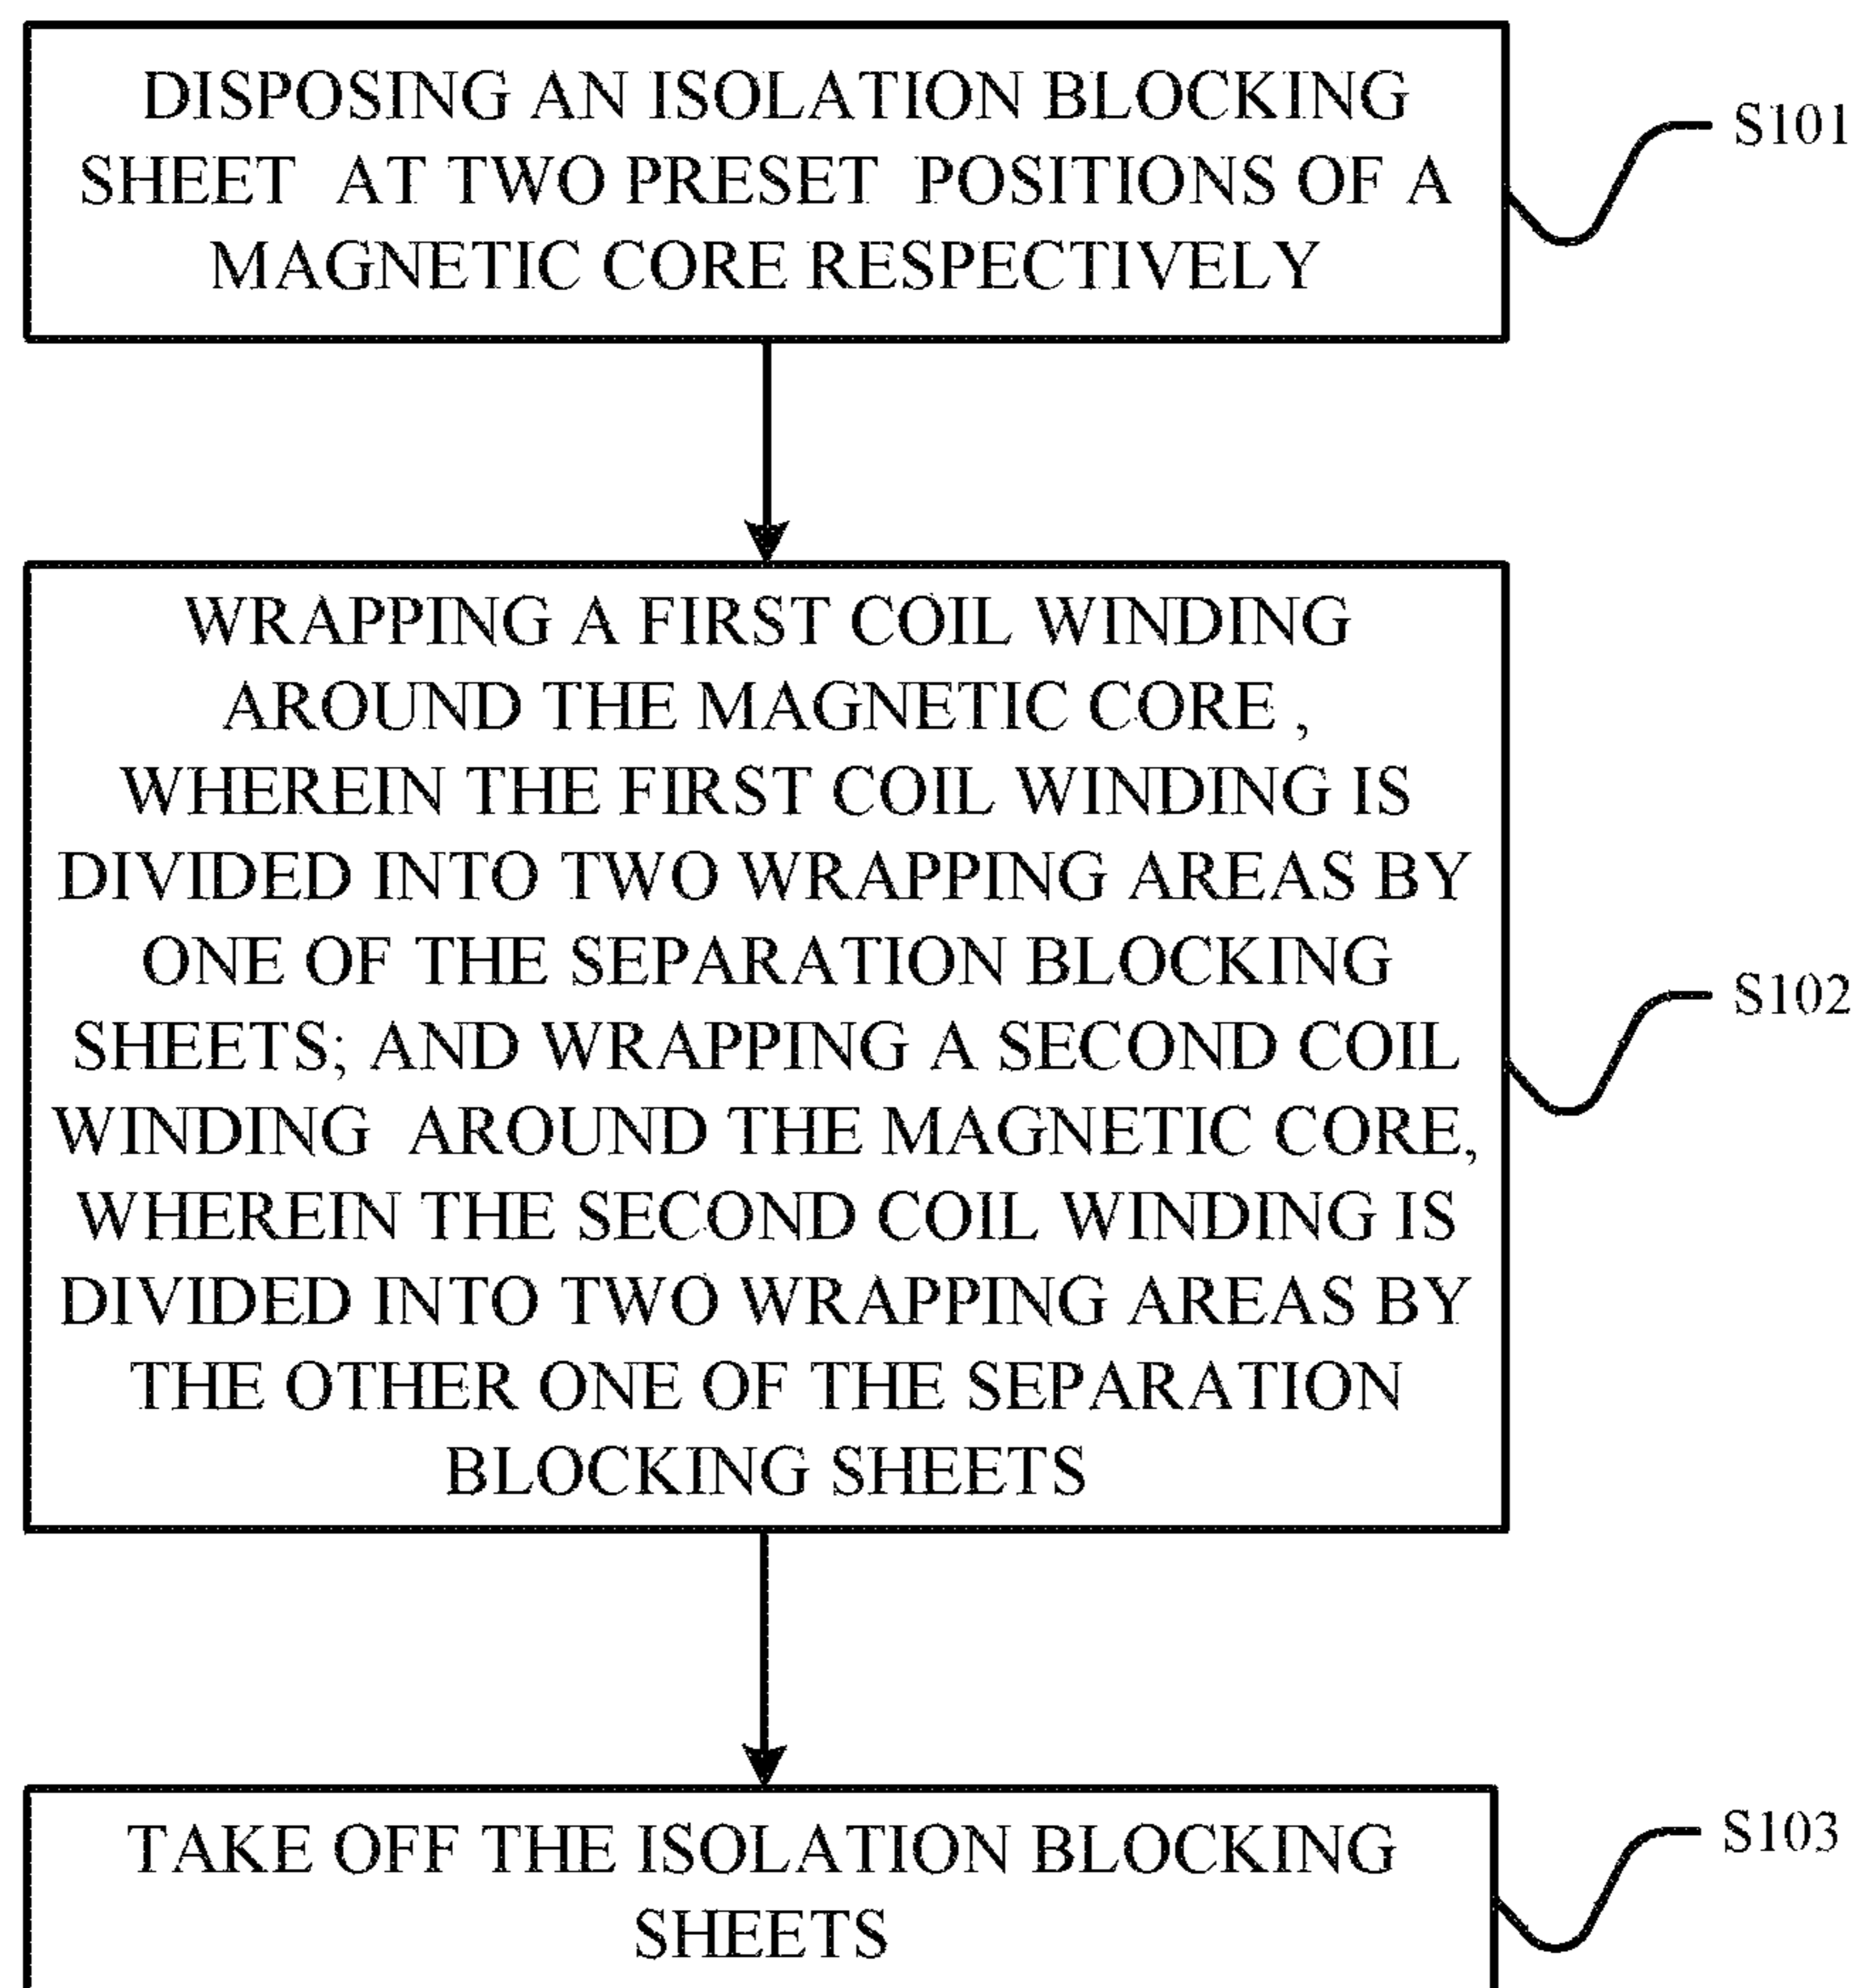 DISPOSING AN ISOLATION BLOCKING
SHEET AT TWO PRESET POSITIONS OF A
MAGNETIC CORE RESPECTIVELY
S101
WRAPPING A FIRST COIL WINDING
AROUND THE MAGNETIC CORE ,
WHEREIN THE FIRST COIL WINDING IS
DIVIDED INTO TWO WRAPPING AREAS BY
ONE OF THE SEPARATION BLOCKING
SHEETS; AND WRAPPING A SECOND COIL
WINDING AROUND THE MAGNETIC CORE,
WHEREIN THE SECOND COIL WINDING IS
DIVIDED INTO TWO WRAPPING AREAS BY
THE OTHER ONE OF THE SEPARATION
BLOCKING SHEETS
S102
TAKE OFF THE ISOLATION BLOCKING
SHEETS
S103